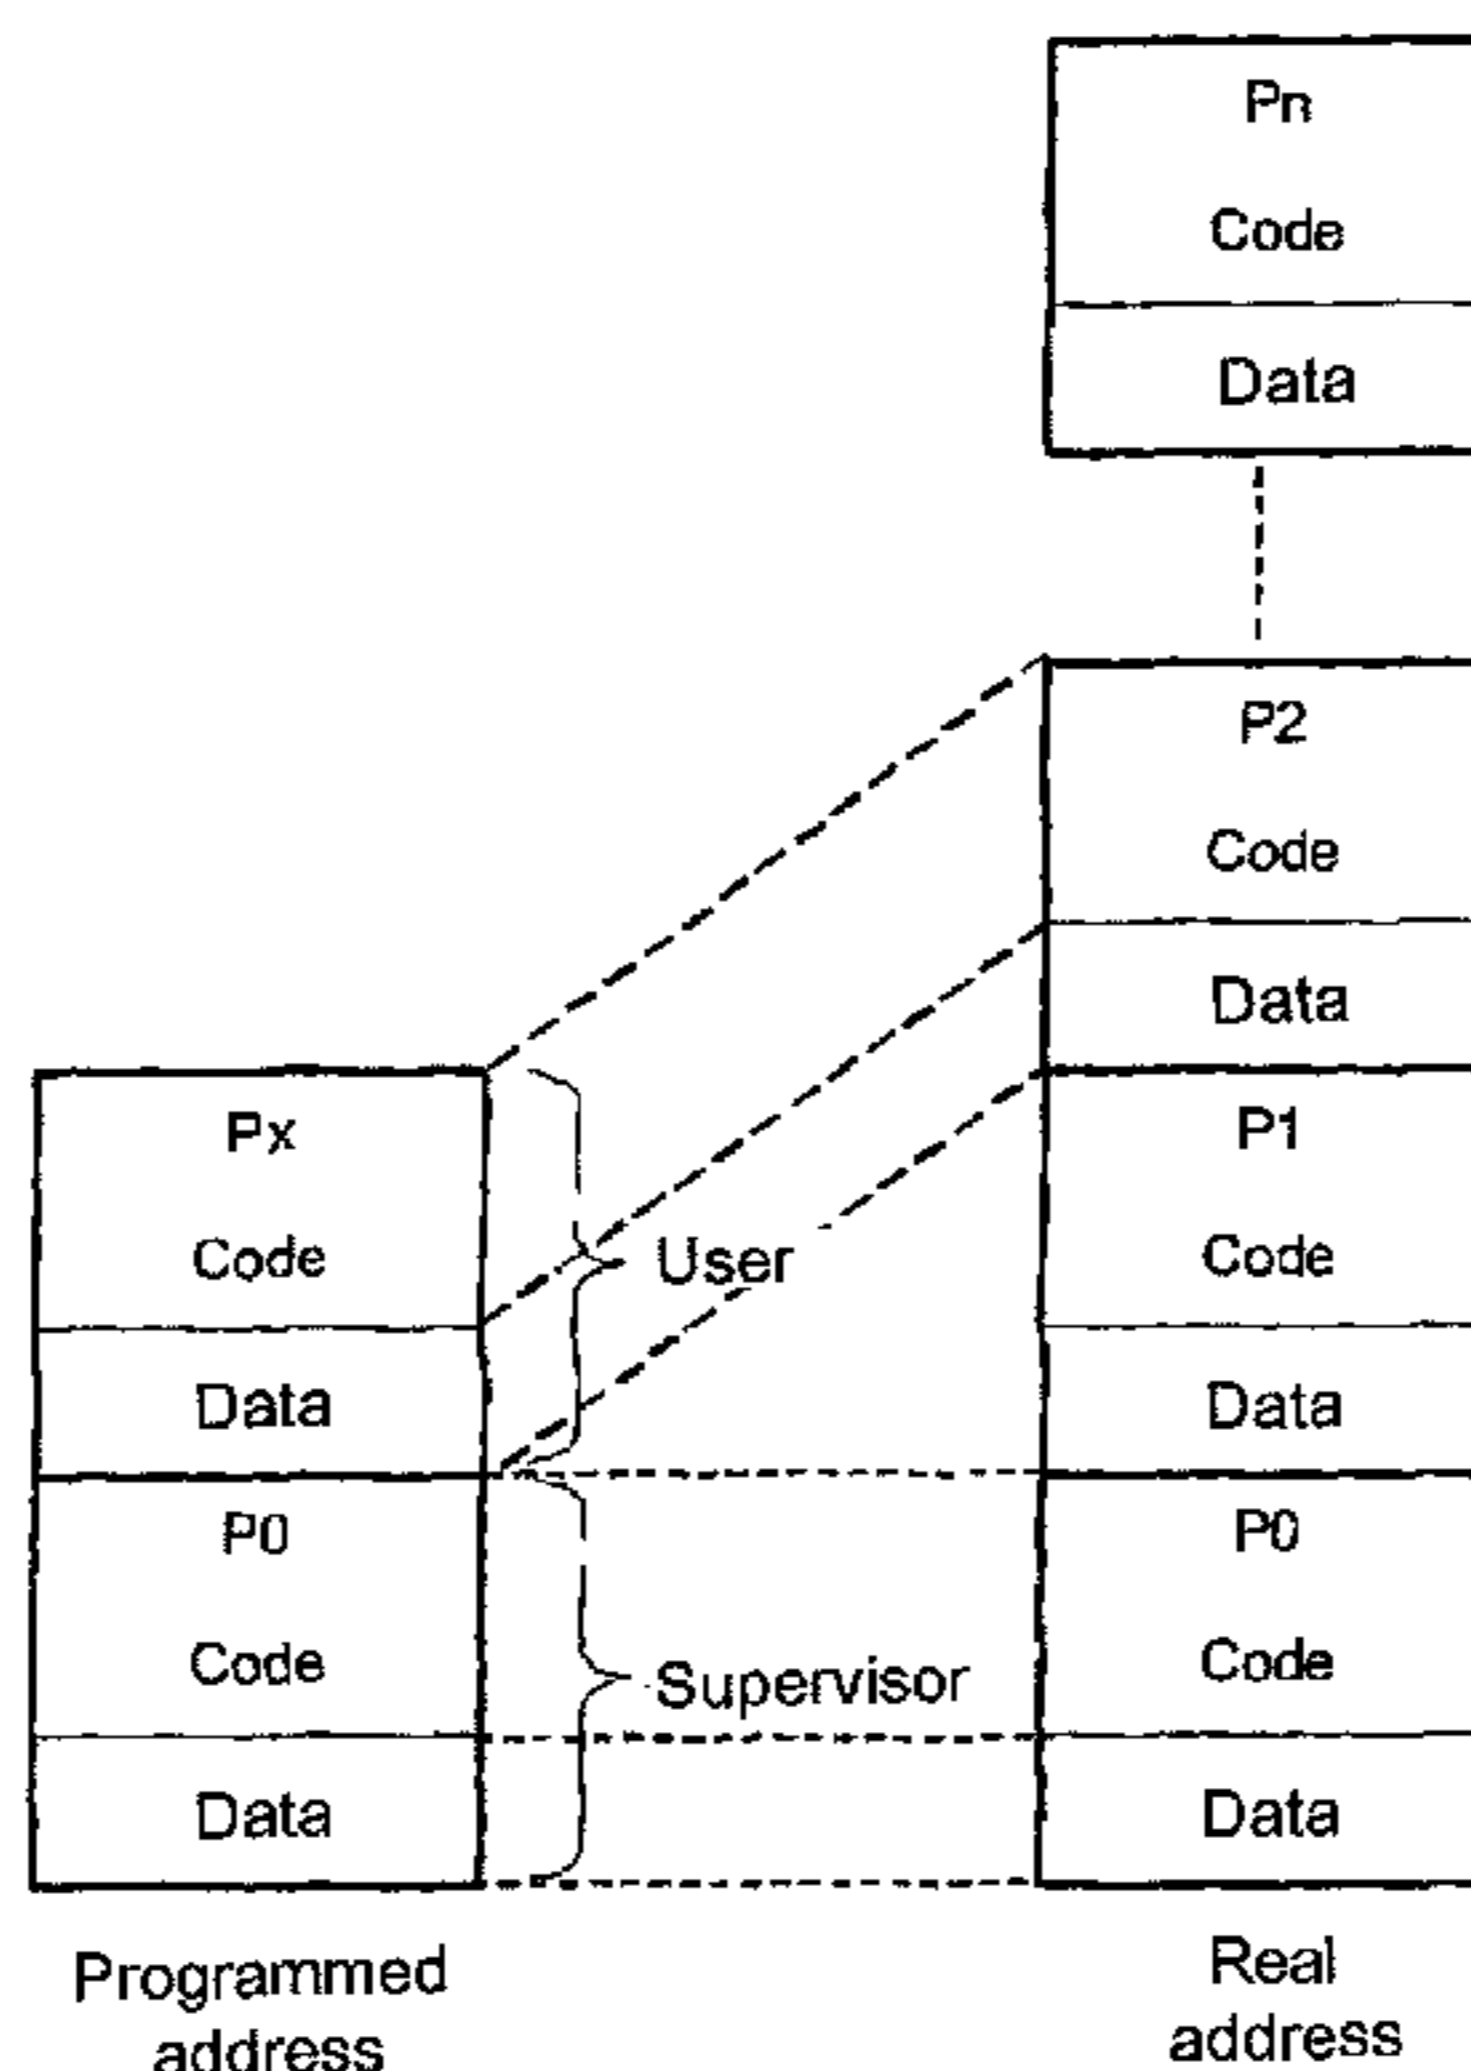 Pn
Code
Data
P2
Code
Data
Px
Code
Data
User
P1
Code
Data
P0
Code
Data
Supervisor
P0
Code
Data
Programmed
address
Real
address